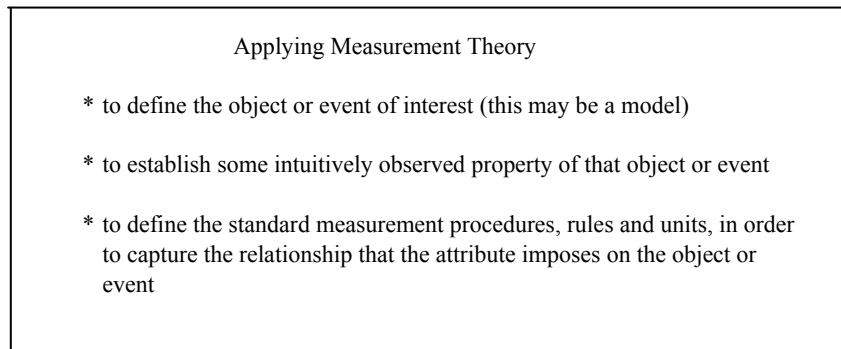 Applying Measurement Theory
* to define the object or event of interest (this may be a model)
* to establish some intuitively observed property of that object or event
* to define the standard measurement procedures, rules and units, in order
to capture the relationship that the attribute imposes on the object or
event